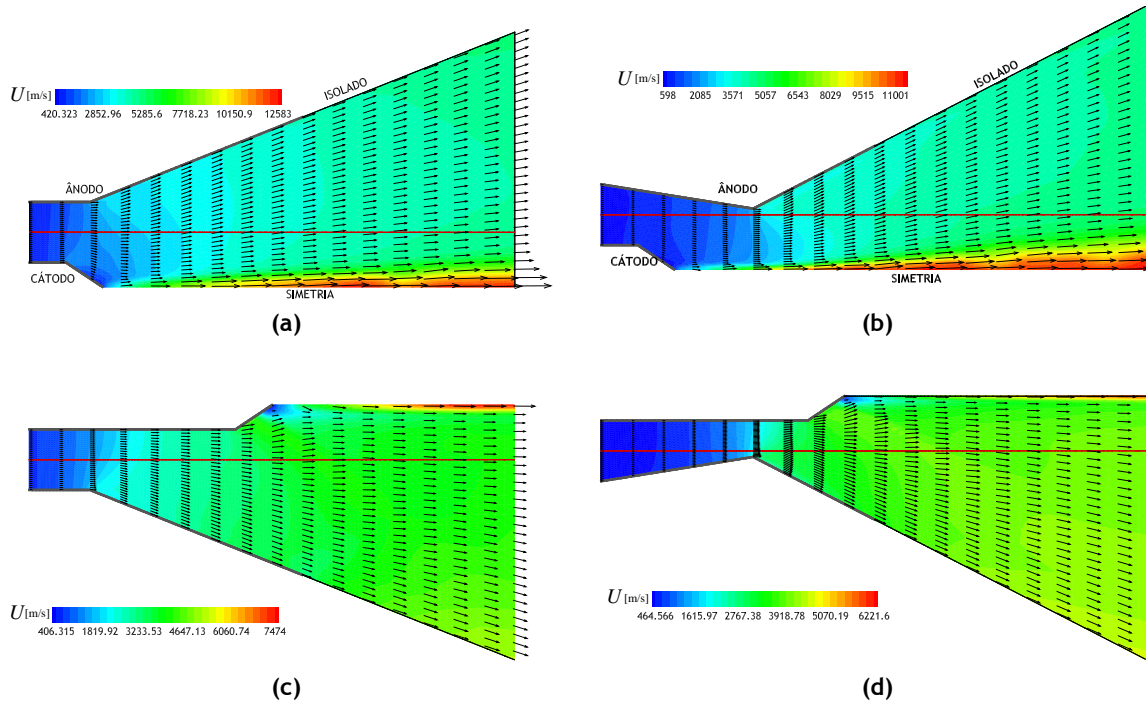 U [m/s]
420.323 2852.96 5285.6 7718.23 10150.9 12583
ISOLADO
ÂNODO
CÁTODO
SIMETRIA
(a)
U [m/s]
598 2085 3571 5057 6543 8029 9515 11001
ISOLADO
ÂNODO
CÁTODO
SIMETRIA
(b)
U [m/s]
406.315 1819.92 3233.53 4647.13 6060.74 7474
(c)
U [m/s]
464.566 1615.97 2767.38 3918.78 5070.19 6221.6
(d)